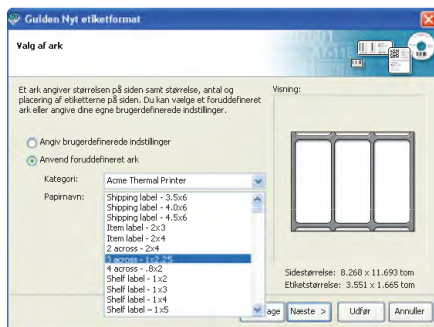 Gulden Nyt etiketformat
Valg af ark
Et ark angiver størrelsen på siden samt størrelse, antal og
placering af etiketterne på siden. Du kan vælge et foruddefineret
ark eller angive dine egne brugerdefinerede indstillinger.
Visning:
Angiv brugerdefinerede indstillinger
Anvend foruddefineret ark
Kategori: Acme Thermal Printer
Papirnavn:
Shipping label - 3.5x6
Shipping label - 4.0x6
Shipping label - 4.5x6
Item label - 2x3
Item label - 2x4
2 across - 2x4
3 across - 1x2.25
4 across - .8x2
Shelf label - 1x2
Shelf label - 1x3
Shelf label - 1x4
Shelf label - 1x5
Sidestørrelse: 8.268 x 11.693 tom
Etiketstørrelse: 3.551 x 1.665 tom
age Næste > Udfør Annuller